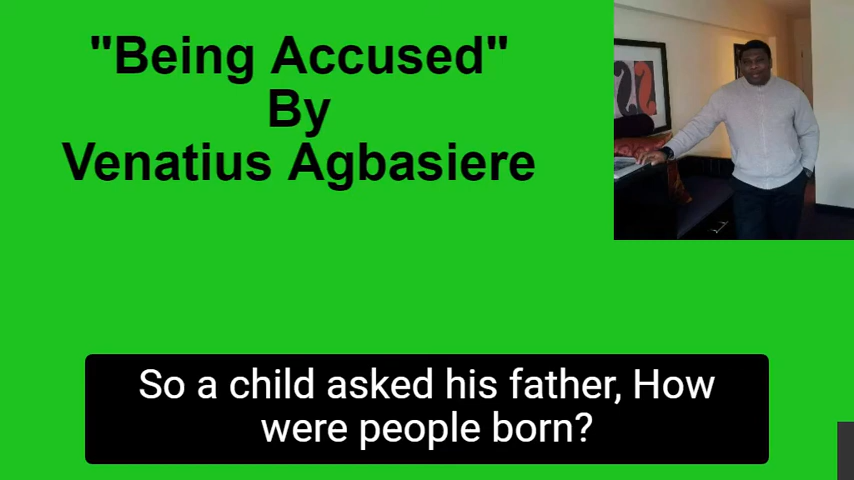 "Being Accused"
By
Venatius Agbasiere
So a child asked his father, How
were people born?